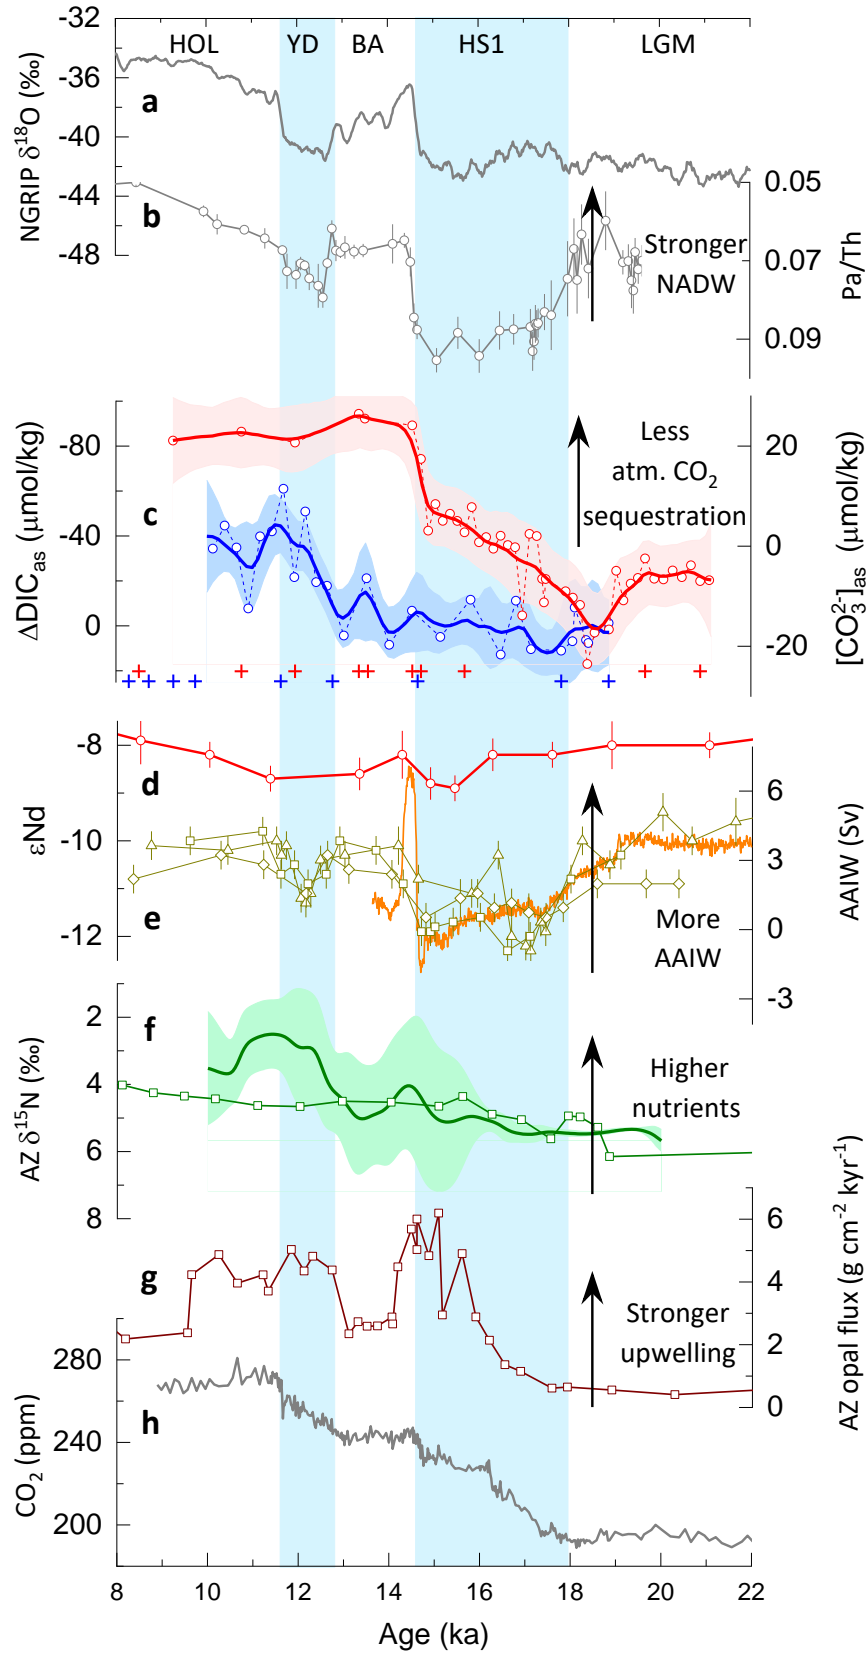 -32
HOL YD BA HS1 LGM
-36
a
-40
NGRIP δ¹⁸O (‰)
-44
0.05
b
-48
Stronger
NADW
0.07
Pa/Th
0.09
-80
Less
atm. CO₂
sequestration
20
c
-40
0
ΔDICₐₛ (μmol/kg)
[CO₃²⁻]ₐₛ (μmol/kg)
0
-20
-8
d
6
εNd
-10
3
AAIW (Sv)
e
0
-12
More
AAIW
-3
2
f
AZ δ¹⁵N (‰)
4
Higher
nutrients
6
8
6
g
4
AZ opal flux (g cm⁻² kyr⁻¹)
Stronger
upwelling
2
280
0
h
CO₂ (ppm)
240
200
8 10 12 14 16 18 20 22
Age (ka)